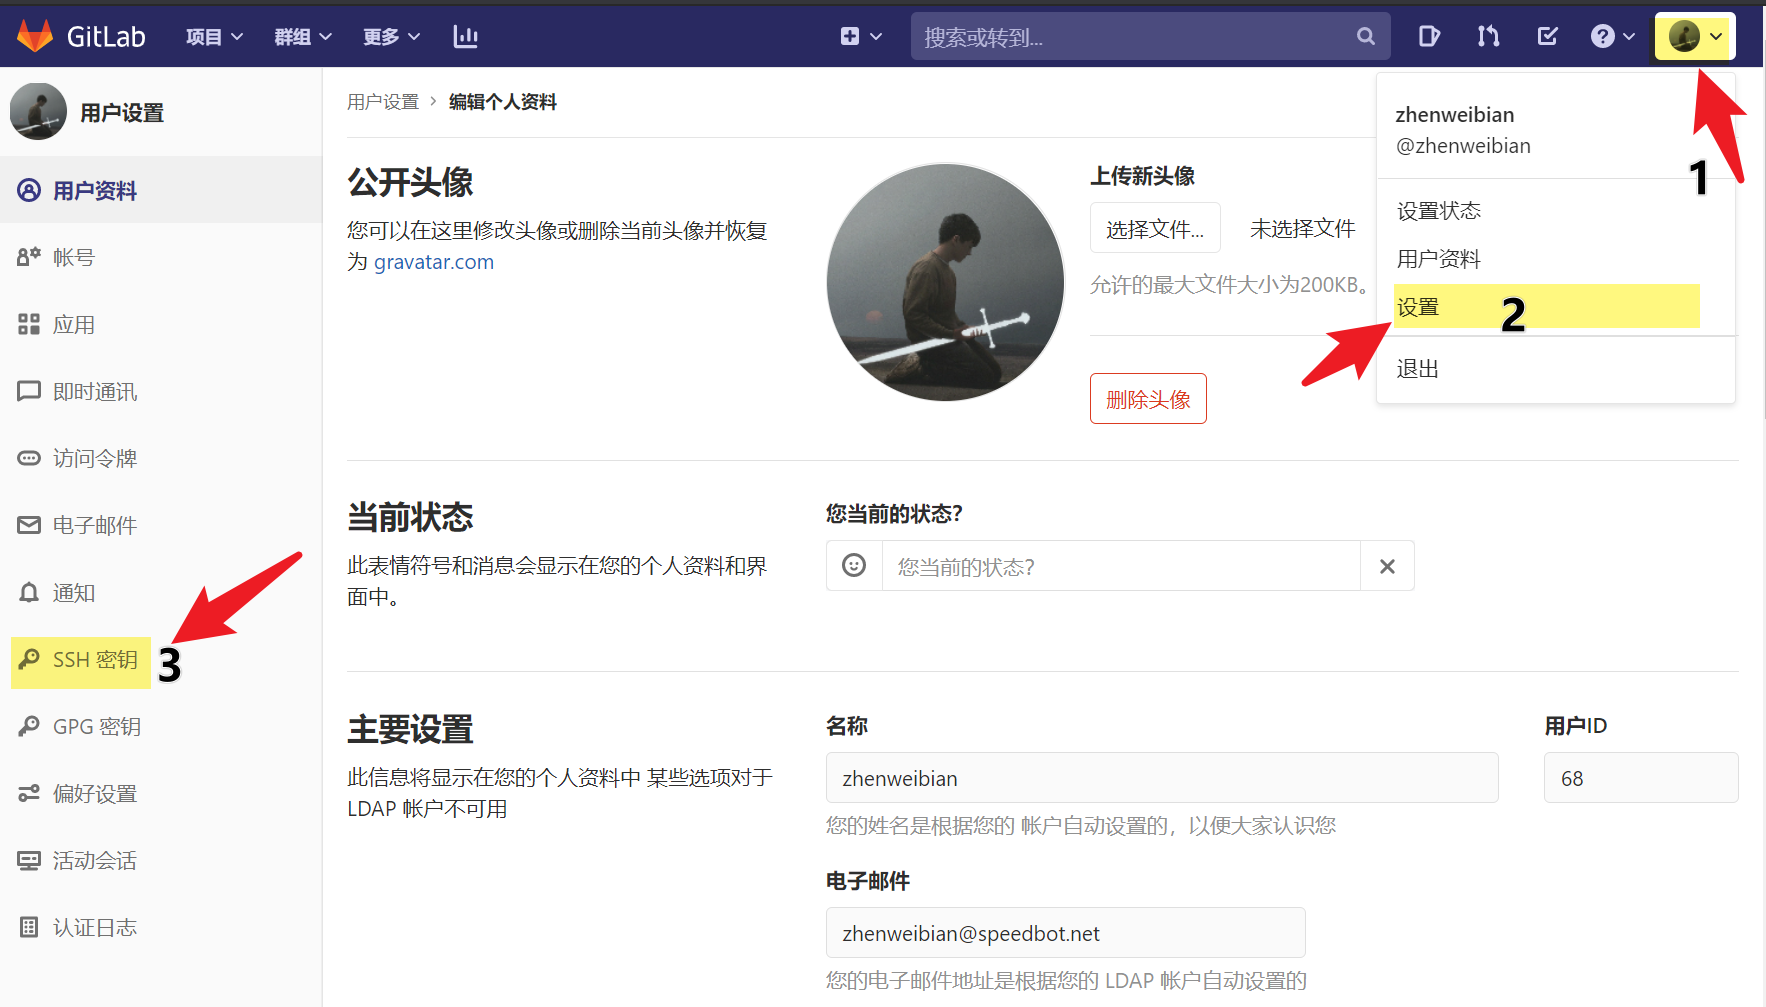 GitLab 项目 群组 更多 搜索或转到...
用户设置
用户资料
帐号
应用
即时通讯
访问令牌
电子邮件
通知
SSH 密钥 3
GPG 密钥
偏好设置
活动会话
认证日志
用户设置 › 编辑个人资料
公开头像
您可以在这里修改头像或删除当前头像并恢复
为 gravatar.com
上传新头像
选择文件... 未选择文件
允许的最大文件大小为200KB。
删除头像
zhenweibian
@zhenweibian
1
设置状态
用户资料
设置 2
退出
当前状态
此表情符号和消息会显示在您的个人资料和界
面中。
您当前的状态?
您当前的状态?
主要设置
此信息将显示在您的个人资料中 某些选项对于
LDAP 帐户不可用
名称
zhenweibian
您的姓名是根据您的 帐户自动设置的，以便大家认识您
用户ID
68
电子邮件
zhenweibian@speedbot.net
您的电子邮件地址是根据您的 LDAP 帐户自动设置的